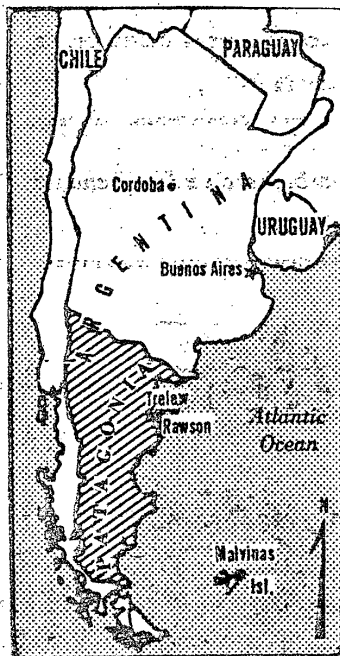 CHILE
PARAGUAY
Cordoba
ARGENTINA
URUGUAY
Buenos Aires
PATAGONIA
Trelew
Rawson
Atlantic
Ocean
N
Malvinas
Isl.